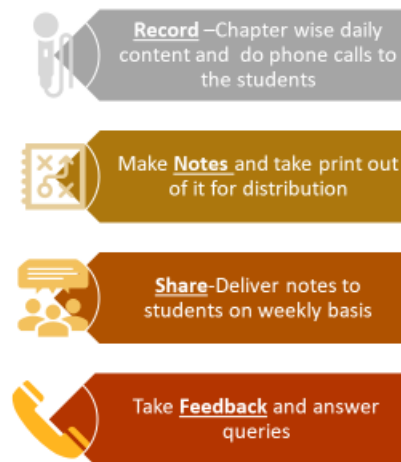 Record –Chapter wise daily
content and do phone calls to
the students
Make Notes and take print out
of it for distribution
Share-Deliver notes to
students on weekly basis
Take Feedback and answer
queries